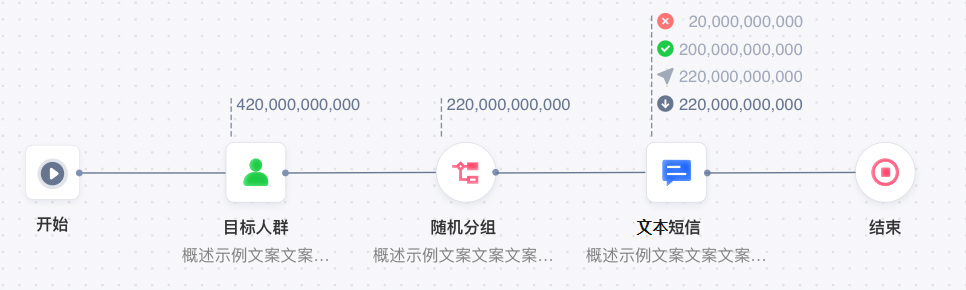 20,000,000,000
200,000,000,000
220,000,000,000
220,000,000,000
420,000,000,000
220,000,000,000
开始
目标人群
随机分组
文本短信
结束
概述示例文案文案...
概述示例文案文案文案...
概述示例文案文案文案...